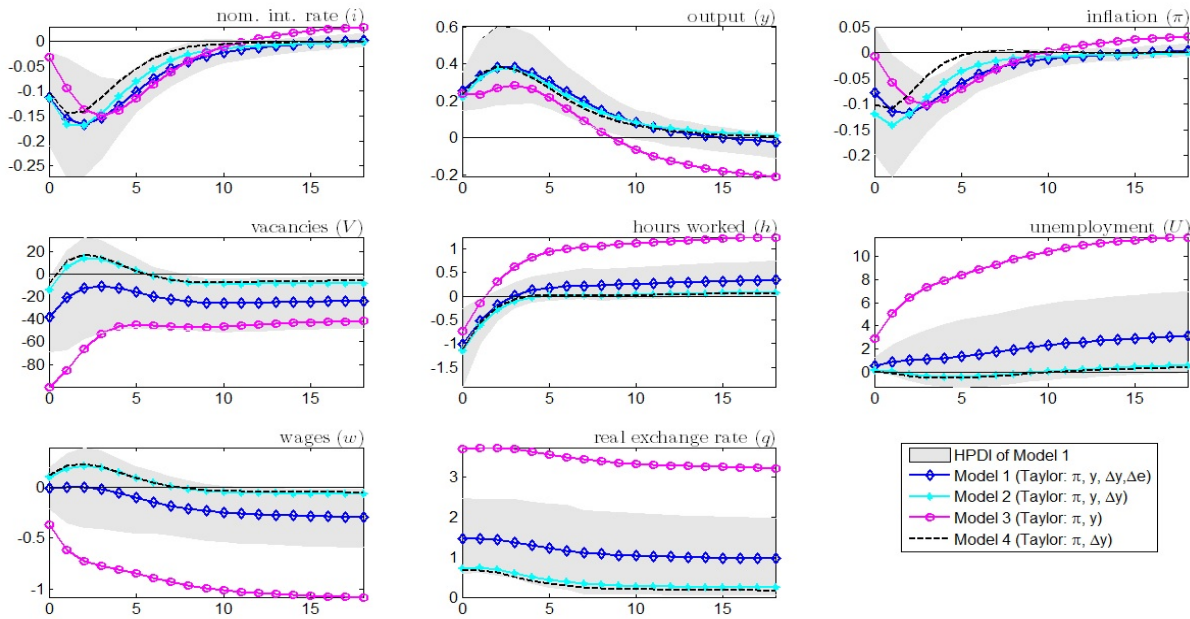 nom. int. rate (i)
0
-0.05
-0.1
-0.15
-0.2
-0.25
0 5 10 15
output (y)
0.6
0.4
0.2
0
-0.2
0 5 10 15
inflation (π)
0.05
0
-0.05
-0.1
-0.15
-0.2
0 5 10 15
vacancies (V)
20
0
-20
-40
-60
-80
0 5 10 15
hours worked (h)
1
0.5
0
-0.5
-1
-1.5
0 5 10 15
unemployment (U)
10
8
6
4
2
0
0 5 10 15
wages (w)
0
-0.5
-1
0 5 10 15
real exchange rate (q)
3
2
1
0
0 5 10 15
HPDI of Model 1
Model 1 (Taylor: π, y, Δy,Δe)
Model 2 (Taylor: π, y, Δy)
Model 3 (Taylor: π, y)
Model 4 (Taylor: π, Δy)